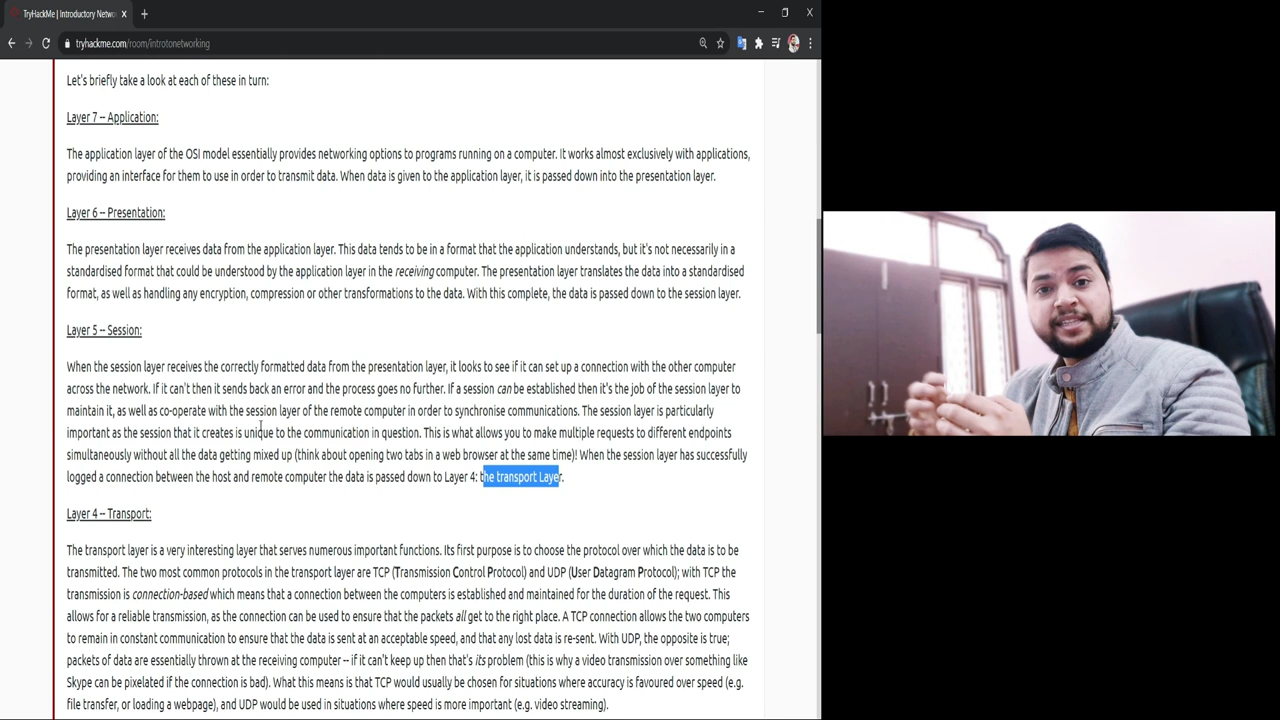 TryHackMe | Introductory Netwo
tryhackme.com/room/introtonetworking
Let's briefly take a look at each of these in turn:
Layer 7 -- Application:
The application layer of the OSI model essentially provides networking options to programs running on a computer. It works almost exclusively with applications,
providing an interface for them to use in order to transmit data. When data is given to the application layer, it is passed down into the presentation layer.
Layer 6 -- Presentation:
The presentation layer receives data from the application layer. This data tends to be in a format that the application understands, but it's not necessarily in a
standardised format that could be understood by the application layer in the receiving computer. The presentation layer translates the data into a standardised
format, as well as handling any encryption, compression or other transformations to the data. With this complete, the data is passed down to the session layer.
Layer 5 -- Session:
When the session layer receives the correctly formatted data from the presentation layer, it looks to see if it can set up a connection with the other computer
across the network. If it can't then it sends back an error and the process goes no further. If a session can be established then it's the job of the session layer to
maintain it, as well as co-operate with the session layer of the remote computer in order to synchronise communications. The session layer is particularly
important as the session that it creates is unique to the communication in question. This is what allows you to make multiple requests to different endpoints
simultaneously without all the data getting mixed up (think about opening two tabs in a web browser at the same time)! When the session layer has successfully
logged a connection between the host and remote computer the data is passed down to Layer 4: the transport Layer.
Layer 4 -- Transport:
The transport layer is a very interesting layer that serves numerous important functions. Its first purpose is to choose the protocol over which the data is to be
transmitted. The two most common protocols in the transport layer are TCP (Transmission Control Protocol) and UDP (User Datagram Protocol); with TCP the
transmission is connection-based which means that a connection between the computers is established and maintained for the duration of the request. This
allows for a reliable transmission, as the connection can be used to ensure that the packets all get to the right place. A TCP connection allows the two computers
to remain in constant communication to ensure that the data is sent at an acceptable speed, and that any lost data is re-sent. With UDP, the opposite is true;
packets of data are essentially thrown at the receiving computer -- if it can't keep up then that's its problem (this is why a video transmission over something like
Skype can be pixelated if the connection is bad). What this means is that TCP would usually be chosen for situations where accuracy is favoured over speed (e.g.
file transfer, or loading a webpage), and UDP would be used in situations where speed is more important (e.g. video streaming).